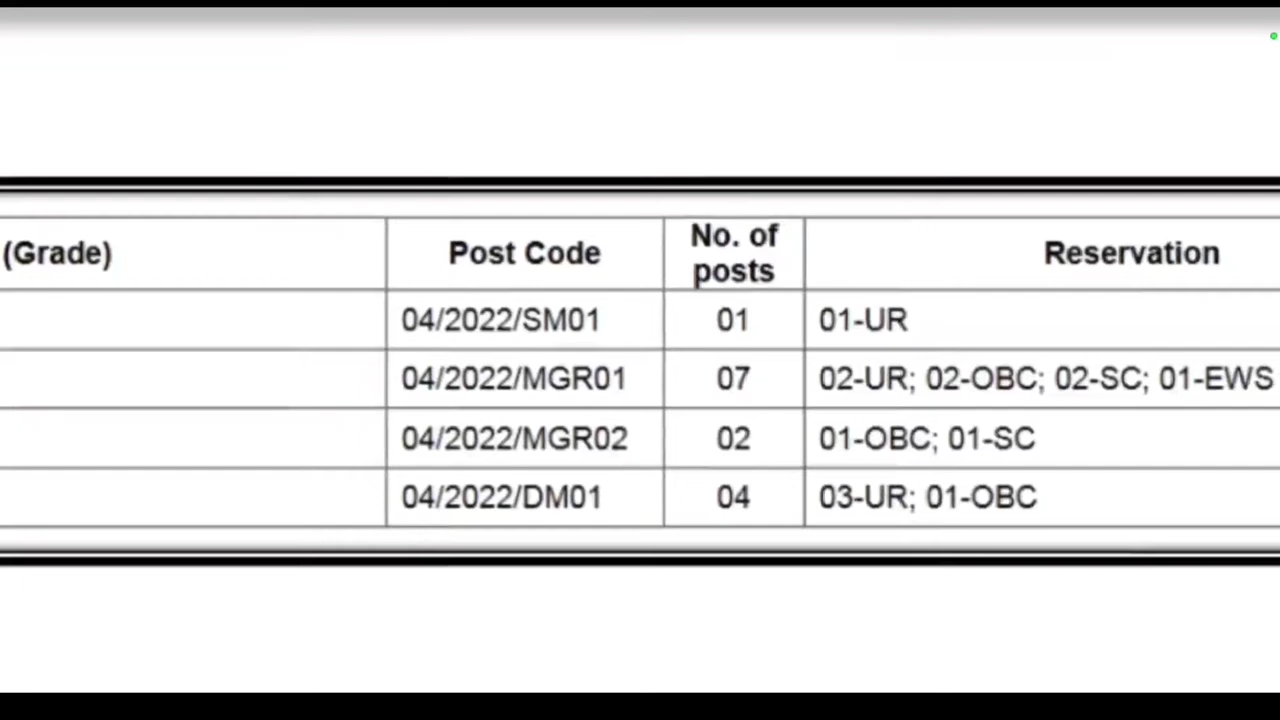 (Grade) Post Code No. of posts Reservation
04/2022/SM01 01 01-UR
04/2022/MGR01 07 02-UR; 02-OBC; 02-SC; 01-EWS
04/2022/MGR02 02 01-OBC; 01-SC
04/2022/DM01 04 03-UR; 01-OBC